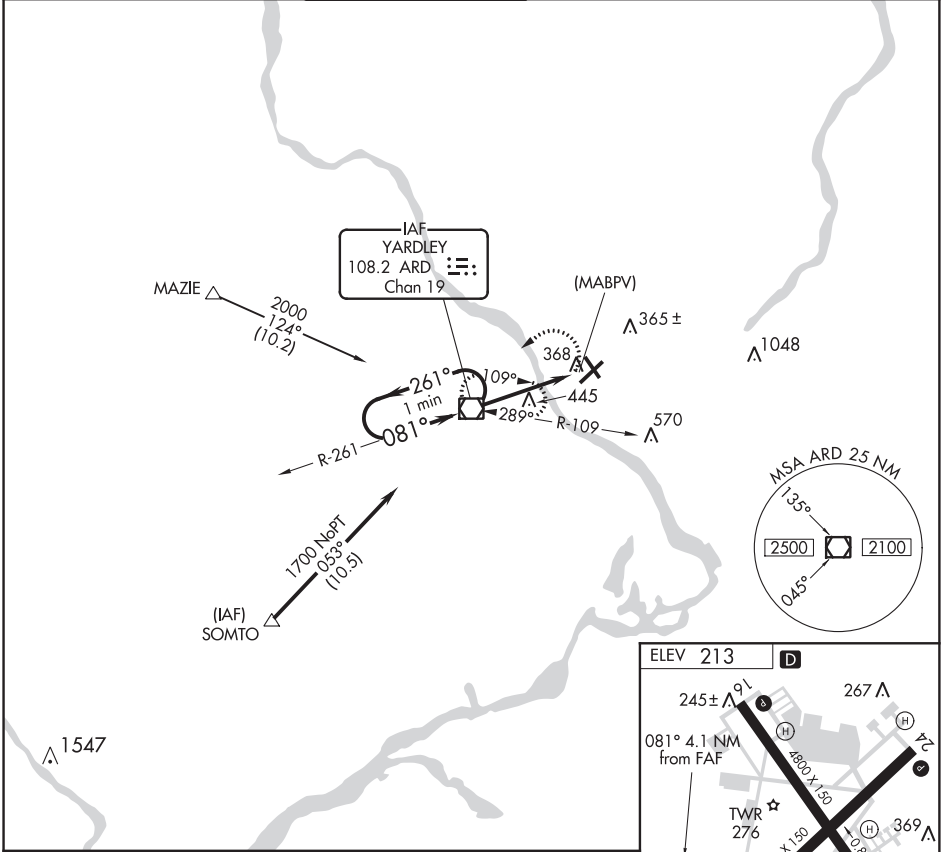 IAF
YARDLEY
108.2 ARD
Chan 19
MAZIE
2000
124°
(10.2)
(MABPV)
365 ±
368
1048
261°
109°
1 min
445
081°
289°
R-109
570
R-261
MSA ARD 25 NM
135°
2500
2100
045°
1700 NoPT
053°
(10.5)
(IAF)
SOMTO
1547
ELEV 213
D
245±
16
P
267
H
H
24
P
081° 4.1 NM
from FAF
4800 X 150
TWR
276
H
369
X 150